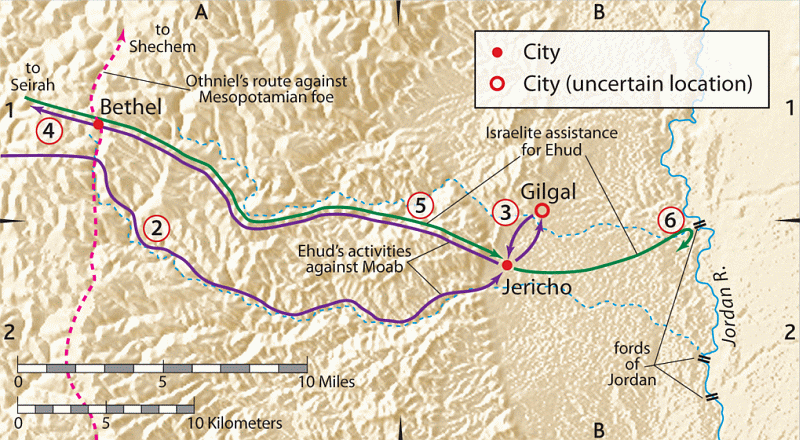 A
B
to
Shechem
City
City (uncertain location)
to
Seirah
Othniel's route against
Mesopotamian foe
1
Bethel
1
4
Israelite assistance
for Ehud
5
3
Gilgal
6
2
Ehud's activities
against Moab
Jericho
Jordan R.
2
2
fords
of
Jordan
0
5
10 Miles
0
5
10 Kilometers
B